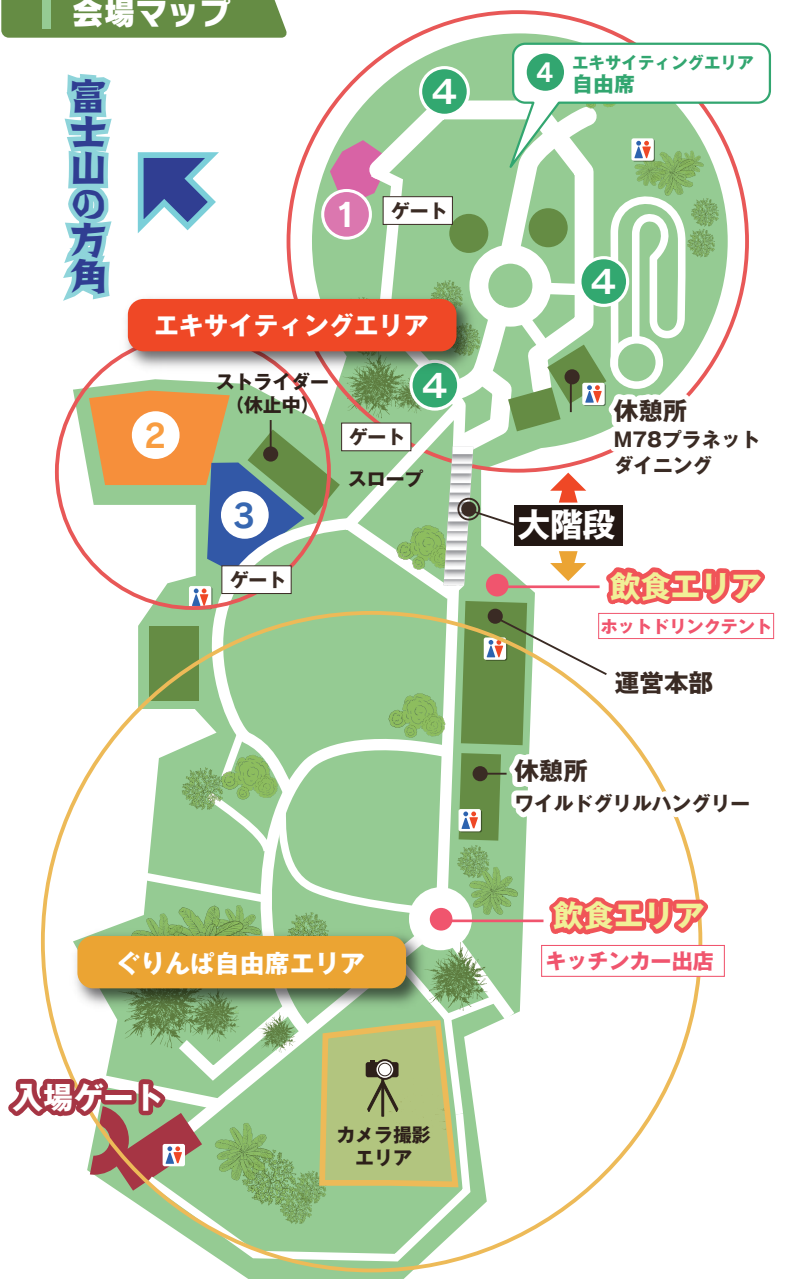 会場マップ
富士山の方角
4
4 エキサイティングエリア
自由席
1
ゲート
4
エキサイティングエリア
ストライダー
（休止中）
4
2
休憩所
M78プラネット
ダイニング
ゲート
スロープ
3
大階段
ゲート
飲食エリア
ホットドリンクテント
運営本部
休憩所
ワイルドグリルハングリー
飲食エリア
キッチンカー出店
ぐりんぱ自由席エリア
入場ゲート
カメラ撮影
エリア